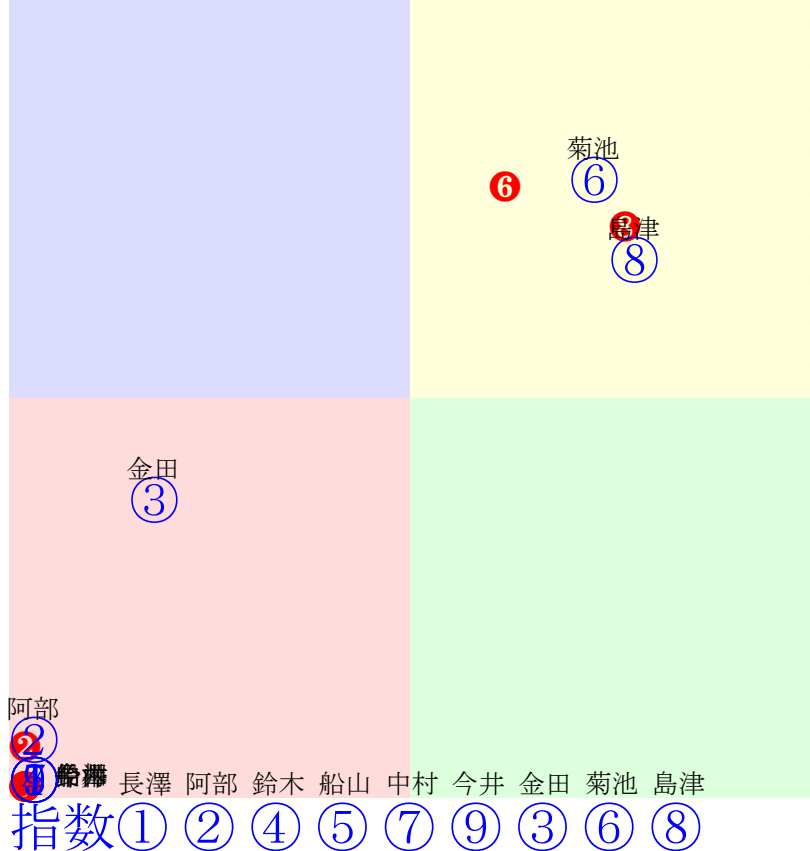 菊池
❻ ⑥
島津
⑧
金田
③
阿部
②
❷
長澤 阿部 鈴木 船山 中村 今井 金田 菊池 島津
指数 ① ② ④ ⑤ ⑦ ⑨ ③ ⑥ ⑧